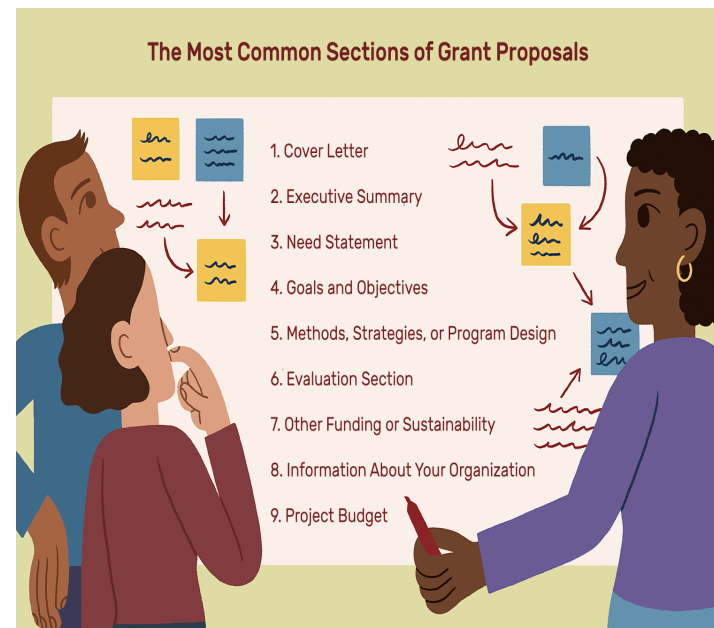 The Most Common Sections of Grant Proposals
1. Cover Letter
2. Executive Summary
3. Need Statement
4. Goals and Objectives
5. Methods, Strategies, or Program Design
6. Evaluation Section
7. Other Funding or Sustainability
8. Information About Your Organization
9. Project Budget